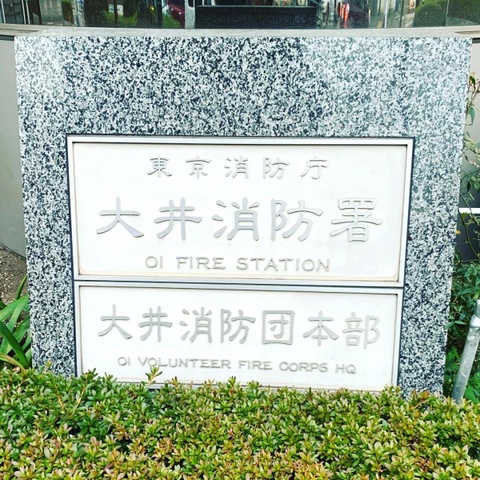 東京消防庁
大井消防署
OI FIRE STATION
大井消防団本部
OI VOLUNTEER FIRE CORPS HQ